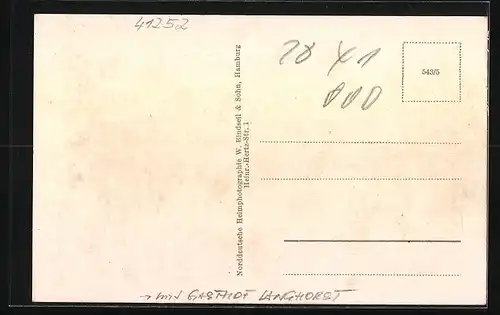 41252
28 X 1
000
543/5
Norddeutsche Heimphotographie W. Bindseil & Sohn, Hamburg
Heinr.-Hertz-Str. 1
→ mit GASTHOF LANGHORST